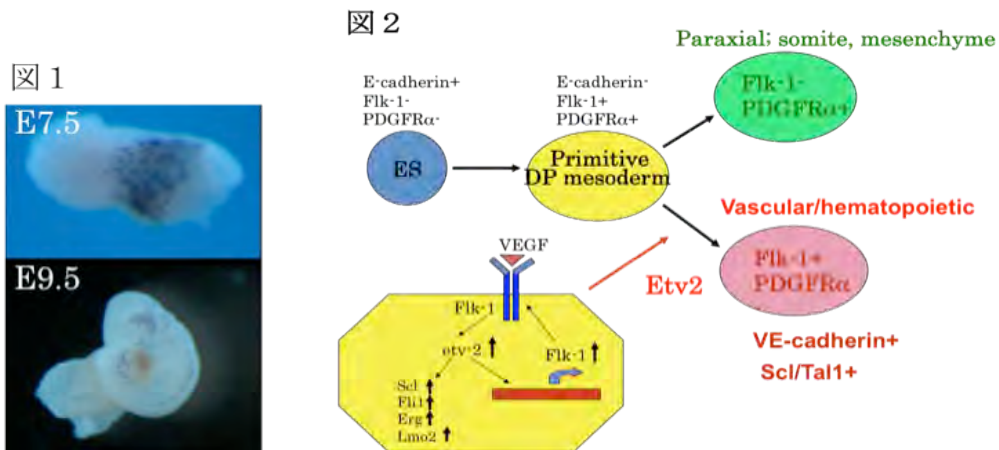 図1
E7.5
E9.5
図2
E-cadherin+
Flk-1-
PDGFRα-
ES
E-cadherin-
Flk-1+
PDGFRα+
Primitive
DP mesoderm
Paraxial; somite, mesenchyme
Flk-1-
PDGFRα+
Vascular/hematopoietic
Flk-1+
PDGFRα
VE-cadherin+
Scl/Tal1+
Etv2
VEGF
Flk-1
etv-2
Flk-1
Scl
Fli1
Erg
Lmo2